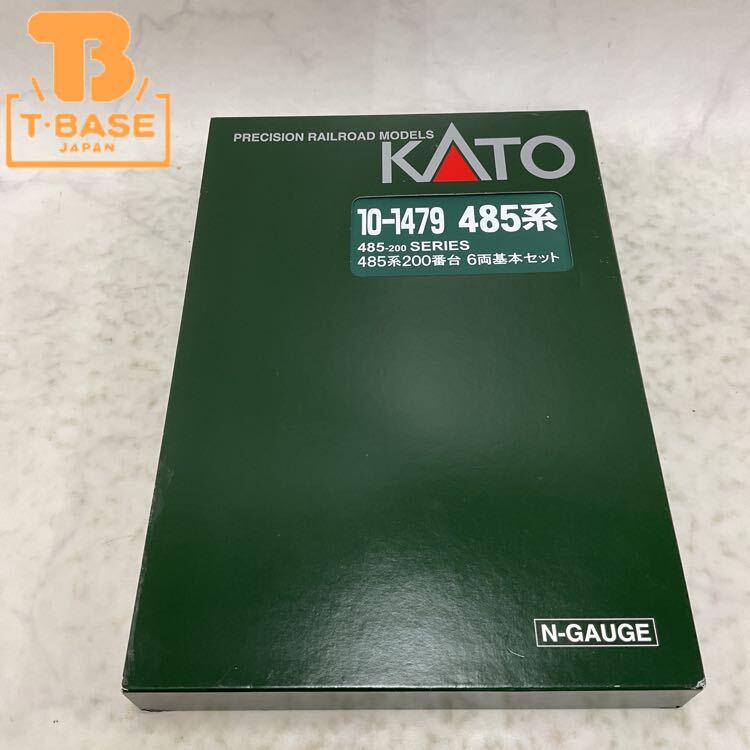 TB
T・BASE
JAPAN
PRECISION RAILROAD MODELS
KATO
10-1479 485系
485-200 SERIES
485系200番台 6両基本セット
N-GAUGE